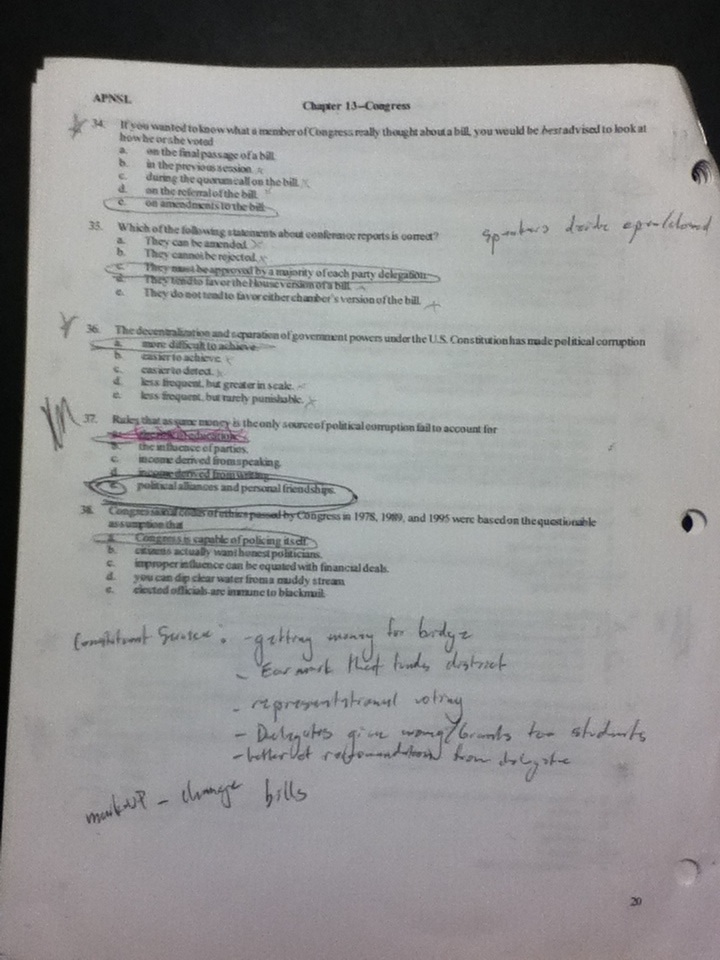 APNSL
Chapter 13—Congress
34. If you wanted to know what a member of Congress really thought about a bill, you would be best advised to look at
how he or she voted
a. on the final passage of a bill.
b. in the previous session.
c. during the quorum call on the bill.
d. on the referral of the bill.
e. on amendments to the bill.
35. Which of the following statements about conference reports is correct?
Speakers decide open/closed
a. They can be amended.
b. They cannot be rejected.
c. They must be approved by a majority of each party delegation.
d. They tend to favor the House version of a bill.
e. They do not tend to favor either chamber's version of the bill.
36. The decentralization and separation of government powers under the U.S. Constitution has made political corruption
a. more difficult to achieve.
b. easier to achieve.
c. easier to detect.
d. less frequent, but greater in scale.
e. less frequent, but rarely punishable.
37. Rules that assume money is the only source of political corruption fail to account for
b. the influence of parties.
c. income derived from speaking.
d. income derived from writing.
e. political alliances and personal friendships.
38. Congressional codes of ethics passed by Congress in 1978, 1989, and 1995 were based on the questionable
assumption that
a. Congress is capable of policing itself.
b. citizens actually want honest politicians.
c. improper influence can be equated with financial deals.
d. you can dip clear water from a muddy stream.
e. elected officials are immune to blackmail.
Constituent Service: - getting money for bridge
- Earmark that funds district
- representational voting
- Delegates give money/ to students
- letter of from delegate
markup - change bills
20